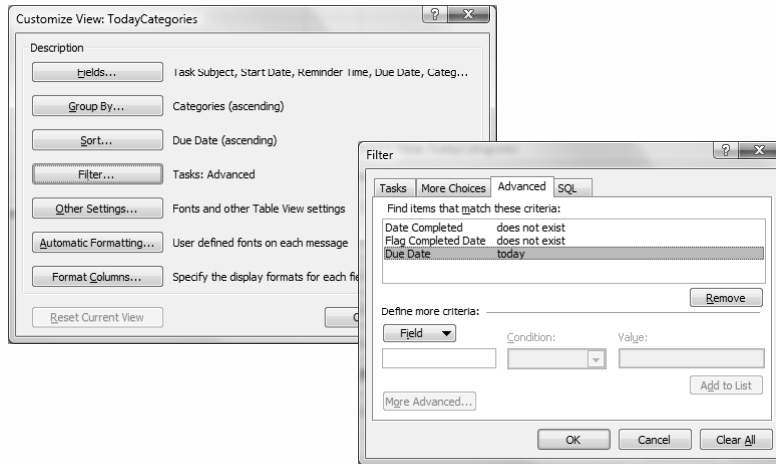 Customize View: TodayCategories
Description
Fields... Task Subject, Start Date, Reminder Time, Due Date, Categ...
Group By... Categories (ascending)
Sort... Due Date (ascending)
Filter... Tasks: Advanced
Other Settings... Fonts and other Table View settings
Automatic Formatting... User defined fonts on each message
Format Columns... Specify the display formats for each fie
Reset Current View
Filter
Tasks More Choices Advanced SQL
Find items that match these criteria:
Date Completed does not exist
Flag Completed Date does not exist
Due Date today
Remove
Define more criteria:
Field Condition: Value:
Add to List
More Advanced...
OK Cancel Clear All